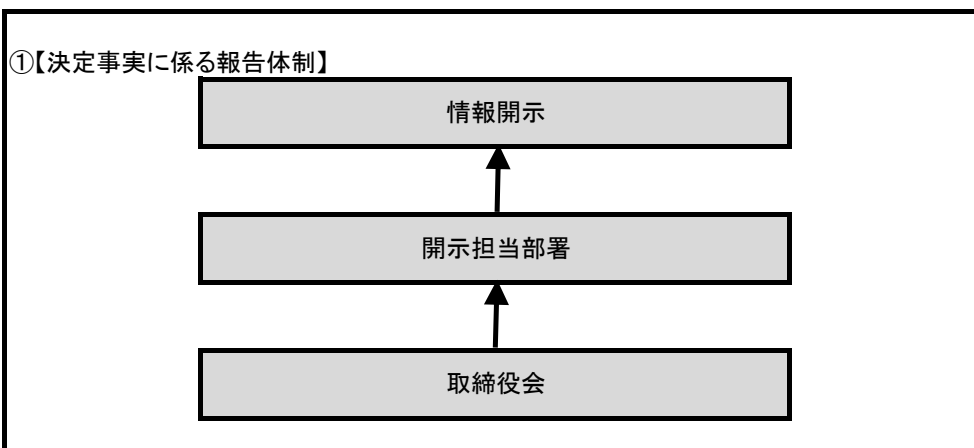 ①【決定事実に係る報告体制】
情報開示
開示担当部署
取締役会